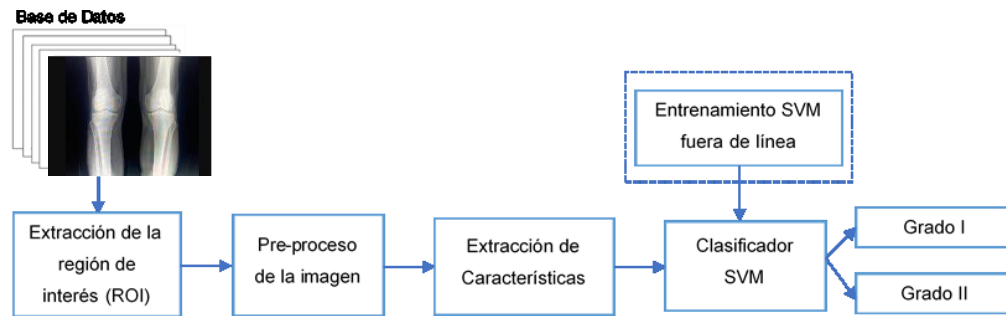 Base de Datos
Entrenamiento SVM
fuera de línea
Extracción de la
región de
interés (ROI)
Pre-proceso
de la imagen
Extracción de
Características
Clasificador
SVM
Grado I
Grado II